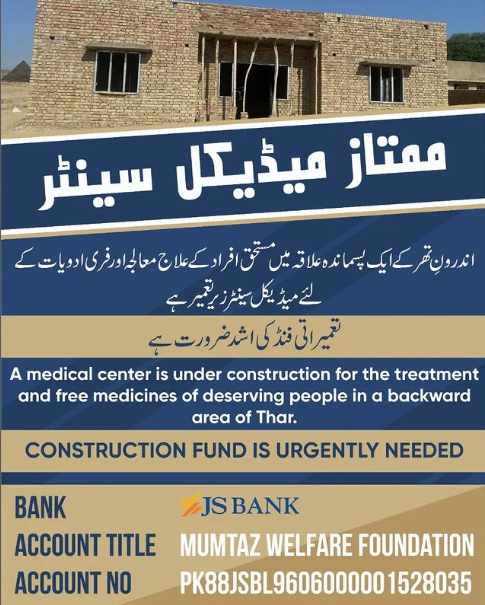 ممتاز میڈیکل سینٹر
اندرونِ تھر کے ایک پسماندہ علاقہ میں مستحق افراد کے علاج معالجہ اور فری ادویات کے
لئے میڈیکل سینٹر زیر تعمیر ہے
تعمیراتی فنڈ کی اشد ضرورت ہے
A medical center is under construction for the treatment
and free medicines of deserving people in a backward
area of Thar.
CONSTRUCTION FUND IS URGENTLY NEEDED
BANK JS BANK
ACCOUNT TITLE MUMTAZ WELFARE FOUNDATION
ACCOUNT NO PK88JSBL9606000001528035